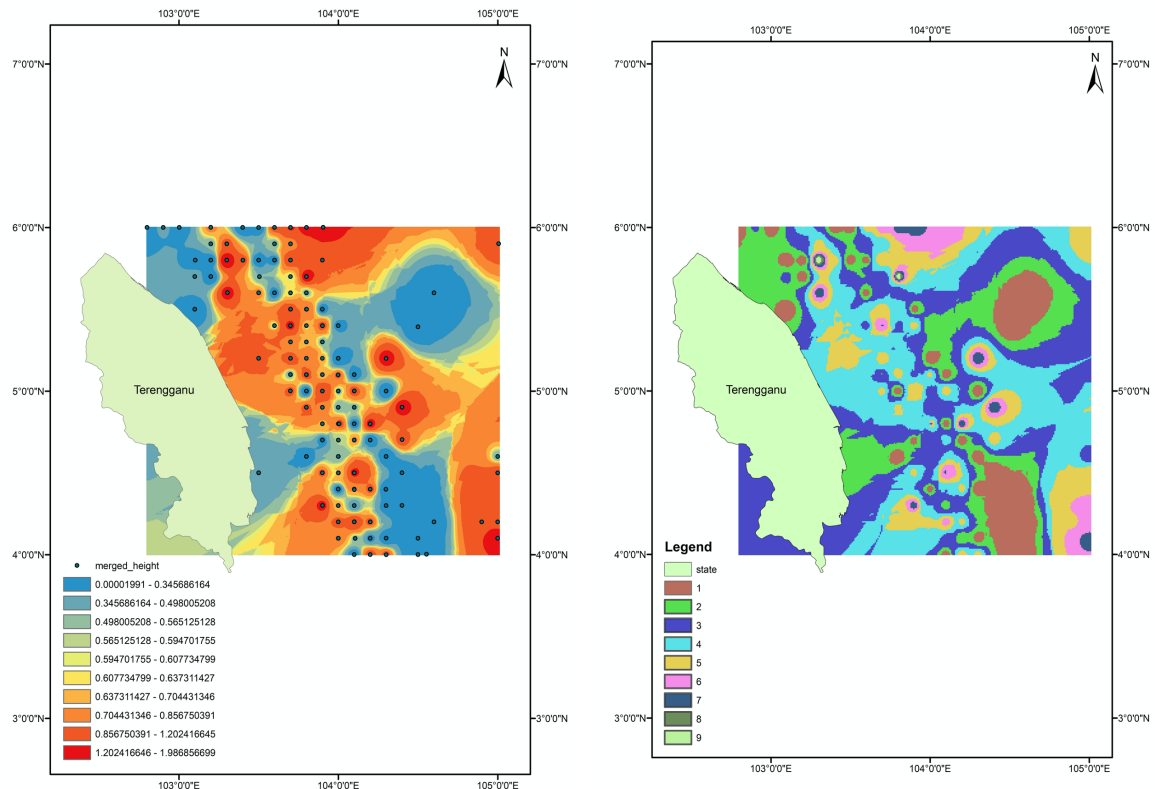 103°0'0"E 104°0'0"E 105°0'0"E
N
7°0'0"N 7°0'0"N
6°0'0"N 6°0'0"N
5°0'0"N 5°0'0"N
Terengganu
4°0'0"N 4°0'0"N
merged_height
0.00001991 - 0.345686164
0.345686164 - 0.498005208
0.498005208 - 0.565125128
0.565125128 - 0.594701755
0.594701755 - 0.607734799
0.607734799 - 0.637311427
0.637311427 - 0.704431346
0.704431346 - 0.856750391
0.856750391 - 1.202416645
1.202416646 - 1.986856699
3°0'0"N 3°0'0"N
103°0'0"E 104°0'0"E 105°0'0"E
103°0'0"E 104°0'0"E 105°0'0"E
N
7°0'0"N 7°0'0"N
6°0'0"N 6°0'0"N
5°0'0"N 5°0'0"N
Terengganu
4°0'0"N 4°0'0"N
Legend
state
1
2
3
4
5
6
7
8
9
3°0'0"N 3°0'0"N
103°0'0"E 104°0'0"E 105°0'0"E